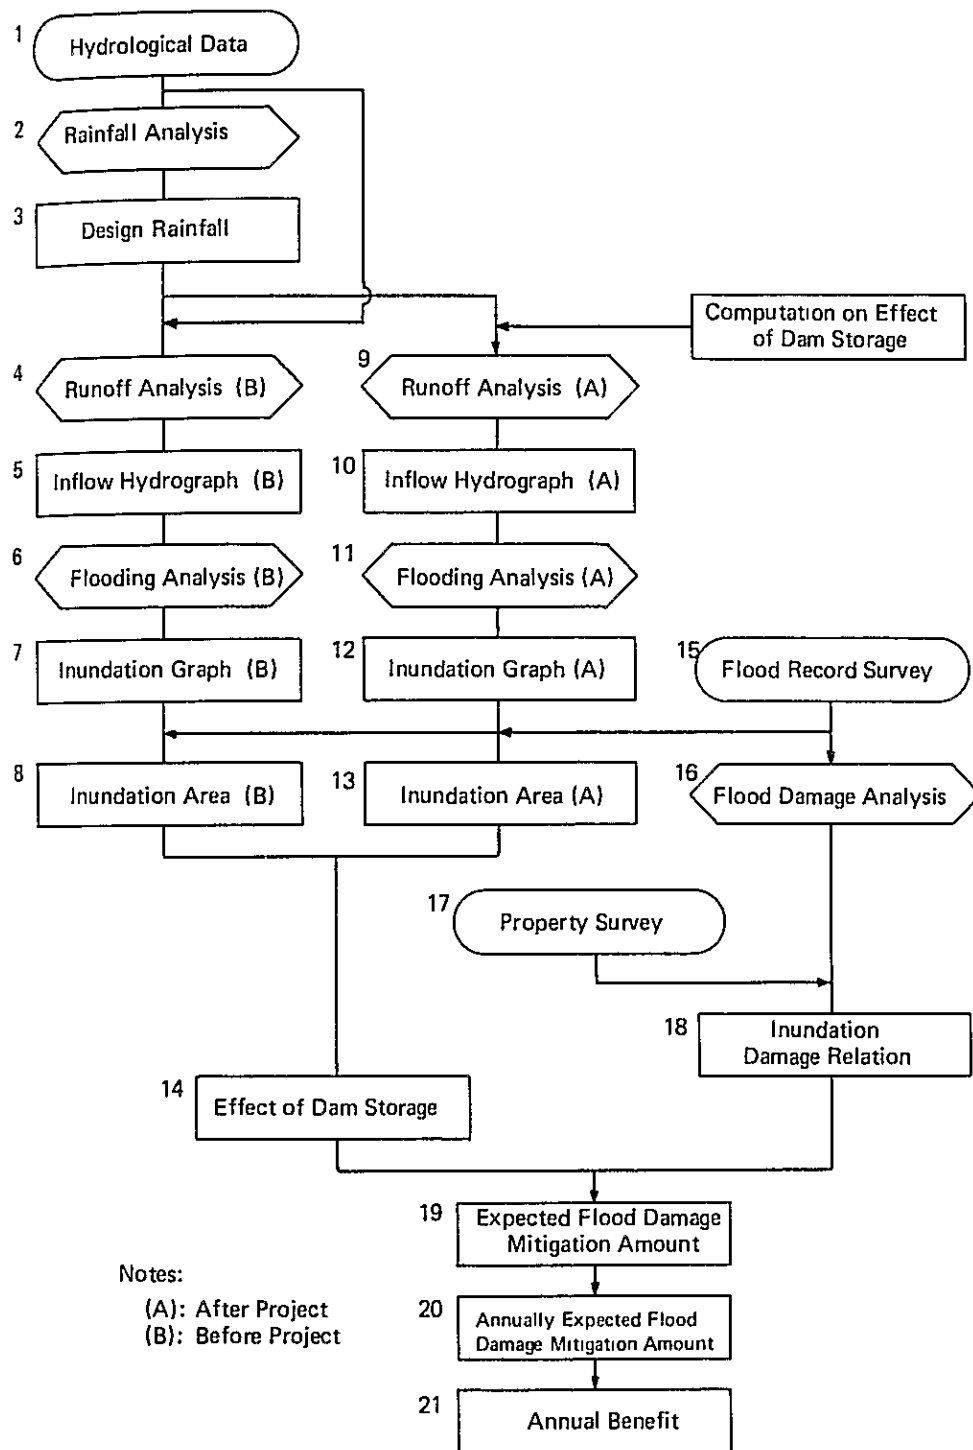 1
Hydrological Data
2
Rainfall Analysis
3
Design Rainfall
Computation on Effect
of Dam Storage
4
Runoff Analysis (B)
9
Runoff Analysis (A)
5
Inflow Hydrograph (B)
10
Inflow Hydrograph (A)
6
Flooding Analysis (B)
11
Flooding Analysis (A)
7
Inundation Graph (B)
12
Inundation Graph (A)
15
Flood Record Survey
8
Inundation Area (B)
13
Inundation Area (A)
16
Flood Damage Analysis
17
Property Survey
18
Inundation
Damage Relation
14
Effect of Dam Storage
19
Expected Flood Damage
Mitigation Amount
Notes:
(A): After Project
(B): Before Project
20
Annually Expected Flood
Damage Mitigation Amount
21
Annual Benefit